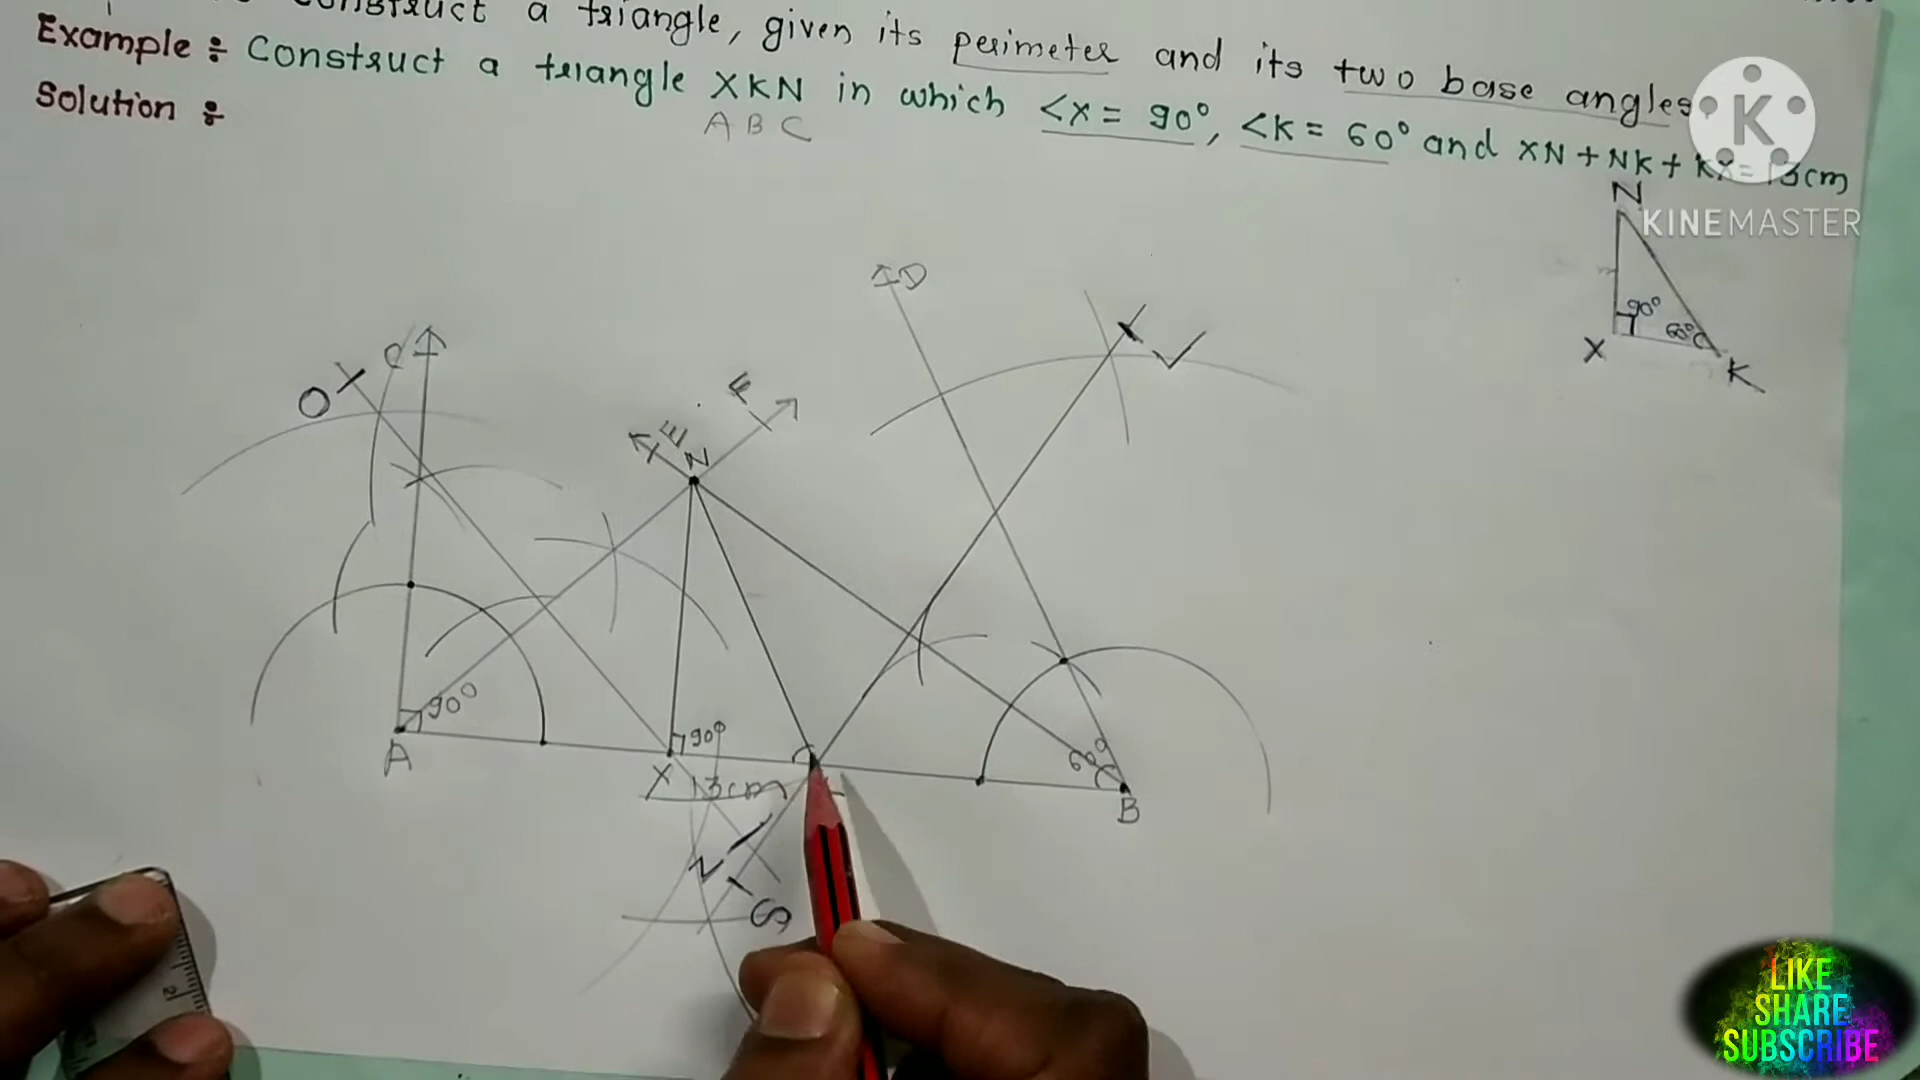 construct a triangle, given its perimeter and its two base angles
Example ÷ Construct a triangle XKN in which <X = 90°, <K = 60° and XN + NK + KX = 13cm
Solution ÷
A B C
K
KINEMASTER
N
90°
60°
X
K
D
C
O
F
E
N
90°
A
90°
X
13cm
60°
B
S
LIKE
SHARE
SUBSCRIBE